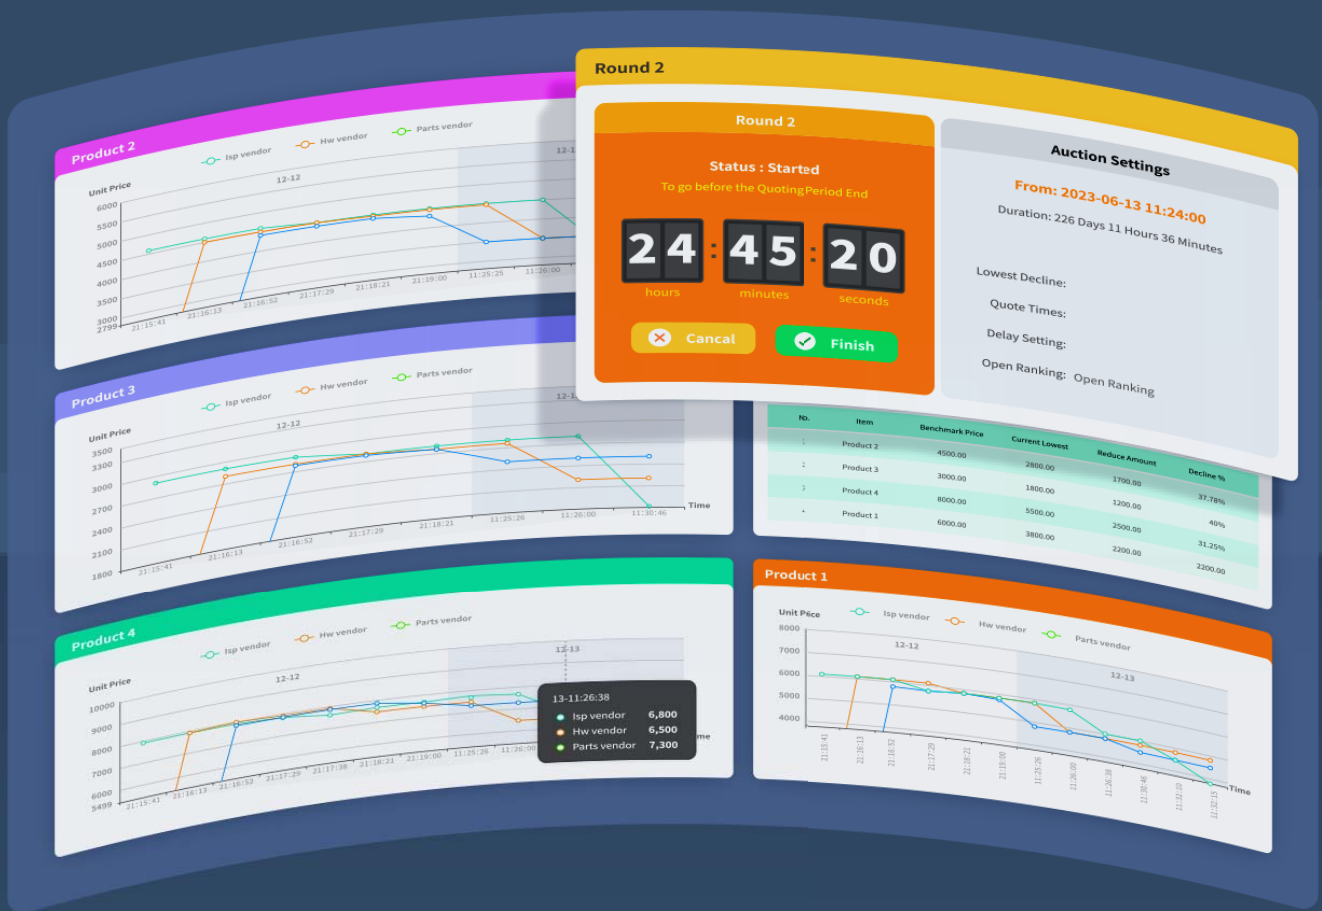 Round 2
Round 2
Status : Started
To go before the QuotingPeriod End
24 : 45 : 20
hours minutes seconds
Cancal Finish
Auction Settings
From: 2023-06-13 11:24:00
Duration: 226 Days 11 Hours 36 Minutes
Lowest Decline:
Quote Times:
Delay Setting:
Open Ranking: Open Ranking
Product 2
Isp vendor Hw vendor Parts vendor
Unit Price
12-12
6000
5500
5000
4500
4000
3500
3000
2799
21:15:41 21:16:13 21:16:52 21:17:29 21:18:21 21:19:00 11:25:25 11:26:00
Product 3
Isp vendor Hw vendor Parts vendor
Unit Price
12-12
3500
3300
3000
2700
2400
2100
1800
21:15:41 21:16:13 21:16:52 21:17:29 21:18:21 11:25:26 11:26:00 11:30:46
Time
No. Item Benchmark Price Current Lowest Reduce Amount Decline %
Product 2 4500.00 2800.00 1700.00 37.78%
Product 3 3000.00 1800.00 1200.00 40%
Product 4 8000.00 5500.00 2500.00 31.25%
Product 1 6000.00 3800.00 2200.00 2200.00
Product 4
Isp vendor Hw vendor Parts vendor
Unit Price
12-12 12-13
10000
9000
8000
7000
6000
5499
21:15:41 21:16:13 21:16:52 21:17:29 21:17:38 21:18:21 21:19:00 11:25:26 11:26:00
13-11:26:38
Isp vendor 6,800
Hw vendor 6,500
Parts vendor 7,300
Product 1
Unit P6ce
Isp vendor Hw vendor Parts vendor
12-12 12-13
8000
7000
6000
5000
4000
21:15:41 21:16:13 21:16:52 21:17:29 21:18:21 21:19:00 11:25:26 11:26:00 11:26:38 11:30:46 11:32:10 11:32:15
Time